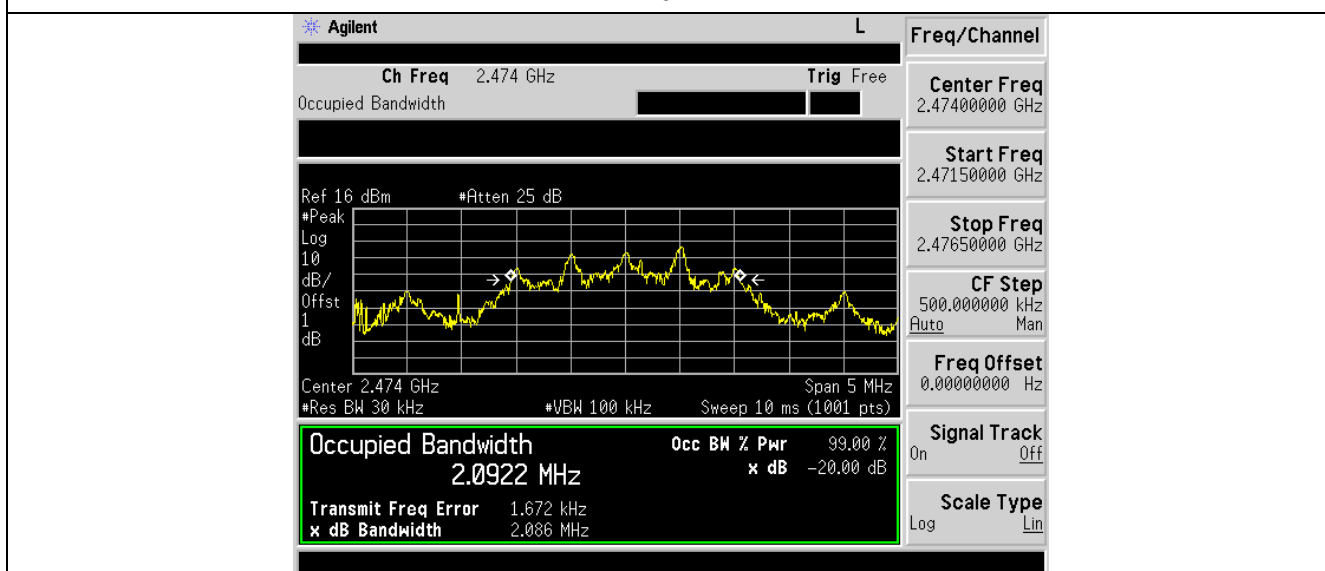 Agilent L
Freq/Channel
Ch Freq 2.474 GHz Trig Free
Occupied Bandwidth
Center Freq
2.47400000 GHz
Start Freq
2.47150000 GHz
Stop Freq
2.47650000 GHz
CF Step
500.000000 kHz
Auto Man
Freq Offset
0.00000000 Hz
Signal Track
On Off
Scale Type
Log Lin
Ref 16 dBm #Atten 25 dB
#Peak
Log
10
dB/
Offst
1
dB
Center 2.474 GHz Span 5 MHz
#Res BW 30 kHz #VBW 100 kHz Sweep 10 ms (1001 pts)
Occupied Bandwidth Occ BW % Pwr 99.00 %
2.0922 MHz x dB -20.00 dB
Transmit Freq Error 1.672 kHz
x dB Bandwidth 2.086 MHz